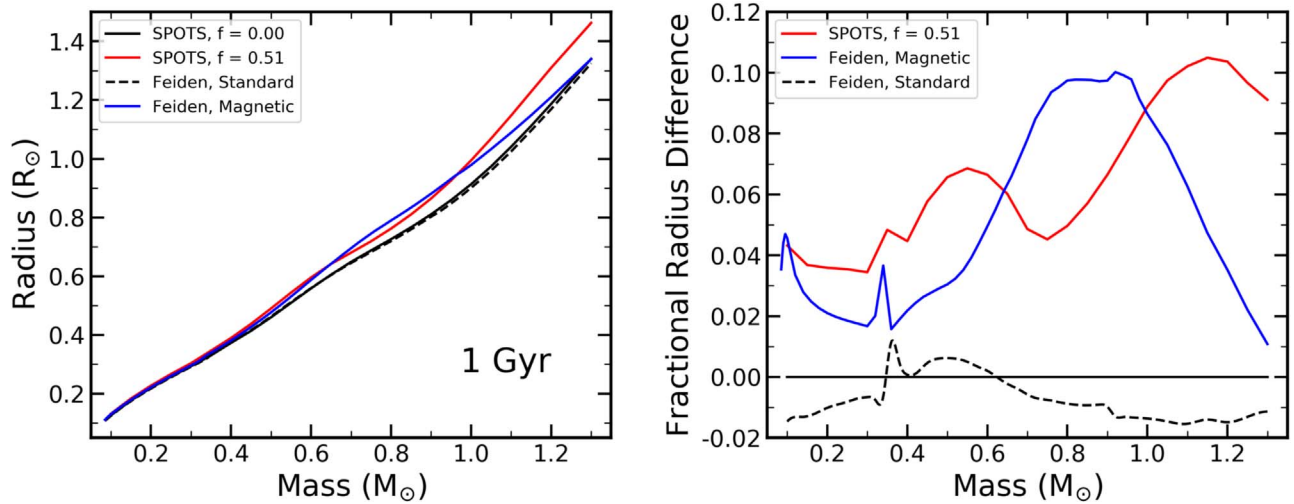 SPOTS, f = 0.00
SPOTS, f = 0.51
Feiden, Standard
Feiden, Magnetic
1.4
1.2
1.0
0.8
0.6
0.4
0.2
Radius (R⊙)
1 Gyr
0.2 0.4 0.6 0.8 1.0 1.2
Mass (M⊙)
SPOTS, f = 0.51
Feiden, Magnetic
Feiden, Standard
0.12
0.10
0.08
0.06
0.04
0.02
0.00
-0.02
Fractional Radius Difference
0.2 0.4 0.6 0.8 1.0 1.2
Mass (M⊙)